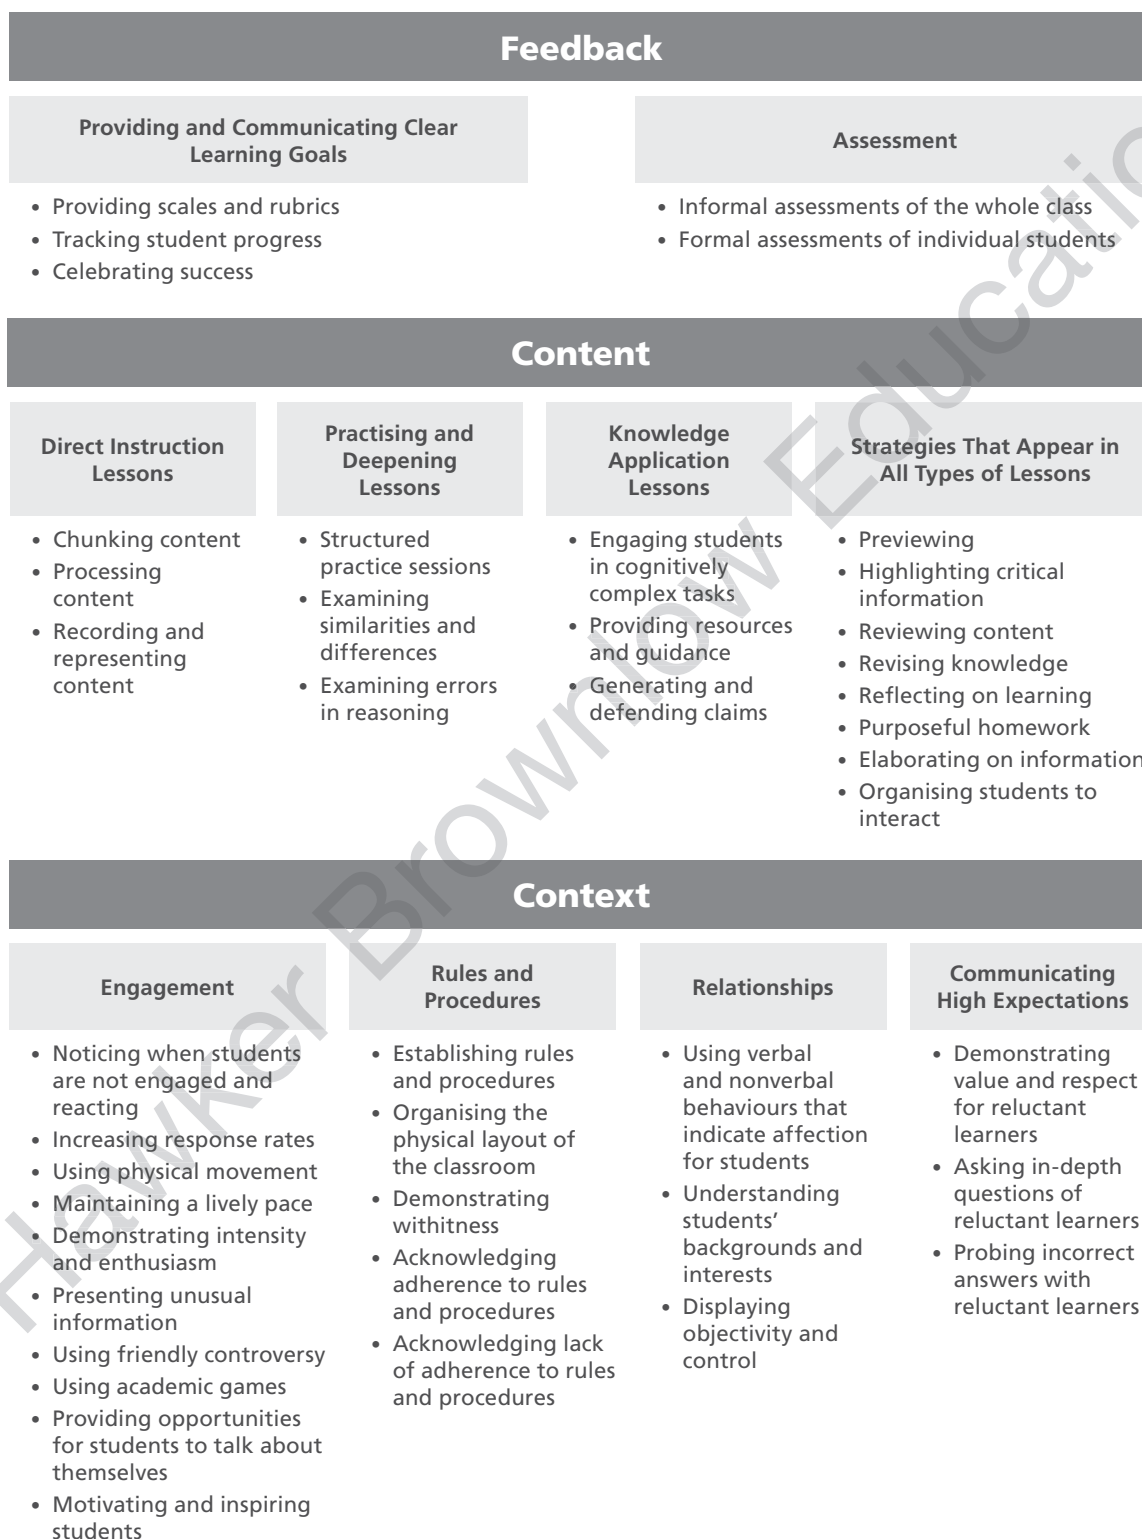 Feedback
Providing and Communicating Clear
Learning Goals
• Providing scales and rubrics
• Tracking student progress
• Celebrating success
Assessment
• Informal assessments of the whole class
• Formal assessments of individual students
Content
Direct Instruction
Lessons
• Chunking content
• Processing
content
• Recording and
representing
content
Practising and
Deepening
Lessons
• Structured
practice sessions
• Examining
similarities and
differences
• Examining errors
in reasoning
Knowledge
Application
Lessons
• Engaging students
in cognitively
complex tasks
• Providing resources
and guidance
• Generating and
defending claims
Strategies That Appear in
All Types of Lessons
• Previewing
• Highlighting critical
information
• Reviewing content
• Revising knowledge
• Reflecting on learning
• Purposeful homework
• Elaborating on information
• Organising students to
interact
Context
Engagement
• Noticing when students
are not engaged and
reacting
• Increasing response rates
• Using physical movement
• Maintaining a lively pace
• Demonstrating intensity
and enthusiasm
• Presenting unusual
information
• Using friendly controversy
• Using academic games
• Providing opportunities
for students to talk about
themselves
• Motivating and inspiring
students
Rules and
Procedures
• Establishing rules
and procedures
• Organising the
physical layout of
the classroom
• Demonstrating
withitness
• Acknowledging
adherence to rules
and procedures
• Acknowledging lack
of adherence to rules
and procedures
Relationships
• Using verbal
and nonverbal
behaviours that
indicate affection
for students
• Understanding
students’
backgrounds and
interests
• Displaying
objectivity and
control
Communicating
High Expectations
• Demonstrating
value and respect
for reluctant
learners
• Asking in-depth
questions of
reluctant learners
• Probing incorrect
answers with
reluctant learners
Hawker Brownlow Educatio